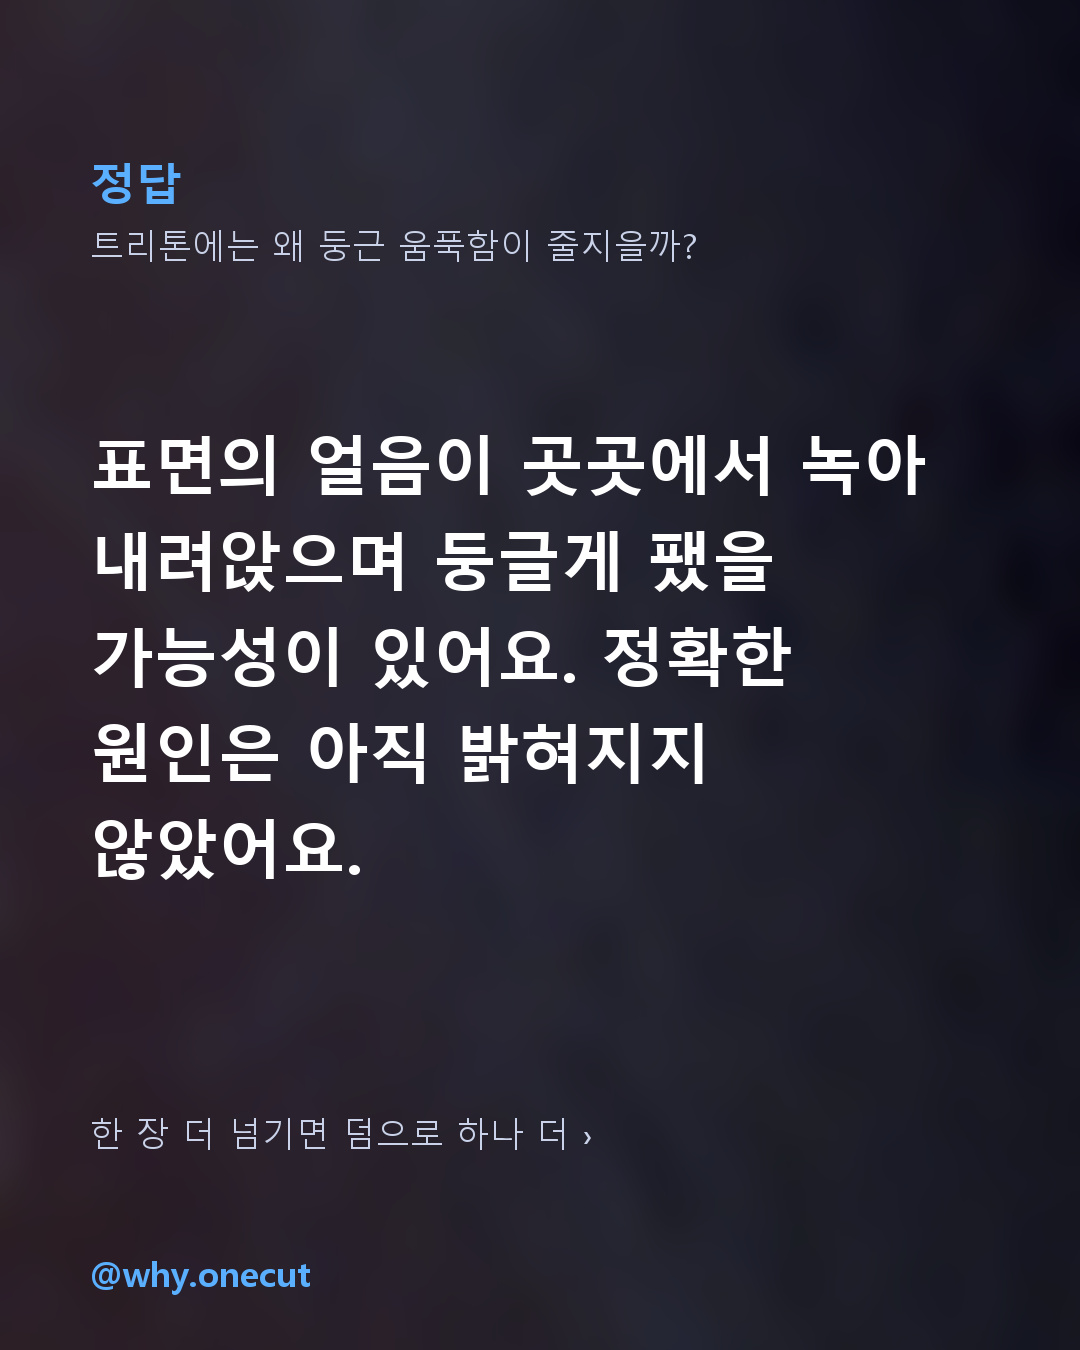 정답
트리톤에는 왜 둥근 움푹함이 줄지을까?
표면의 얼음이 곳곳에서 녹아
내려앉으며 둥글게 팼을
가능성이 있어요. 정확한
원인은 아직 밝혀지지
않았어요.
한 장 더 넘기면 덤으로 하나 더 ›
@why.onecut